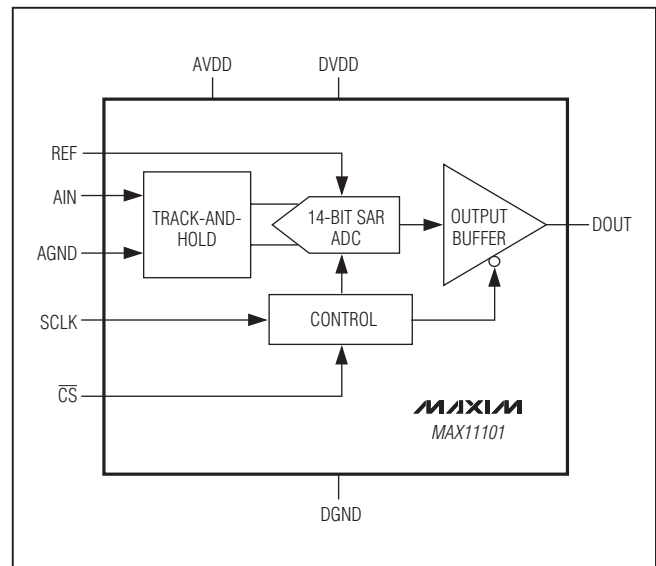 AVDD
DVDD
REF
AIN
AGND
SCLK
C̅S̅
TRACK-AND-
HOLD
14-BIT SAR
ADC
CONTROL
OUTPUT
BUFFER
DOUT
MAXIM
MAX11101
DGND